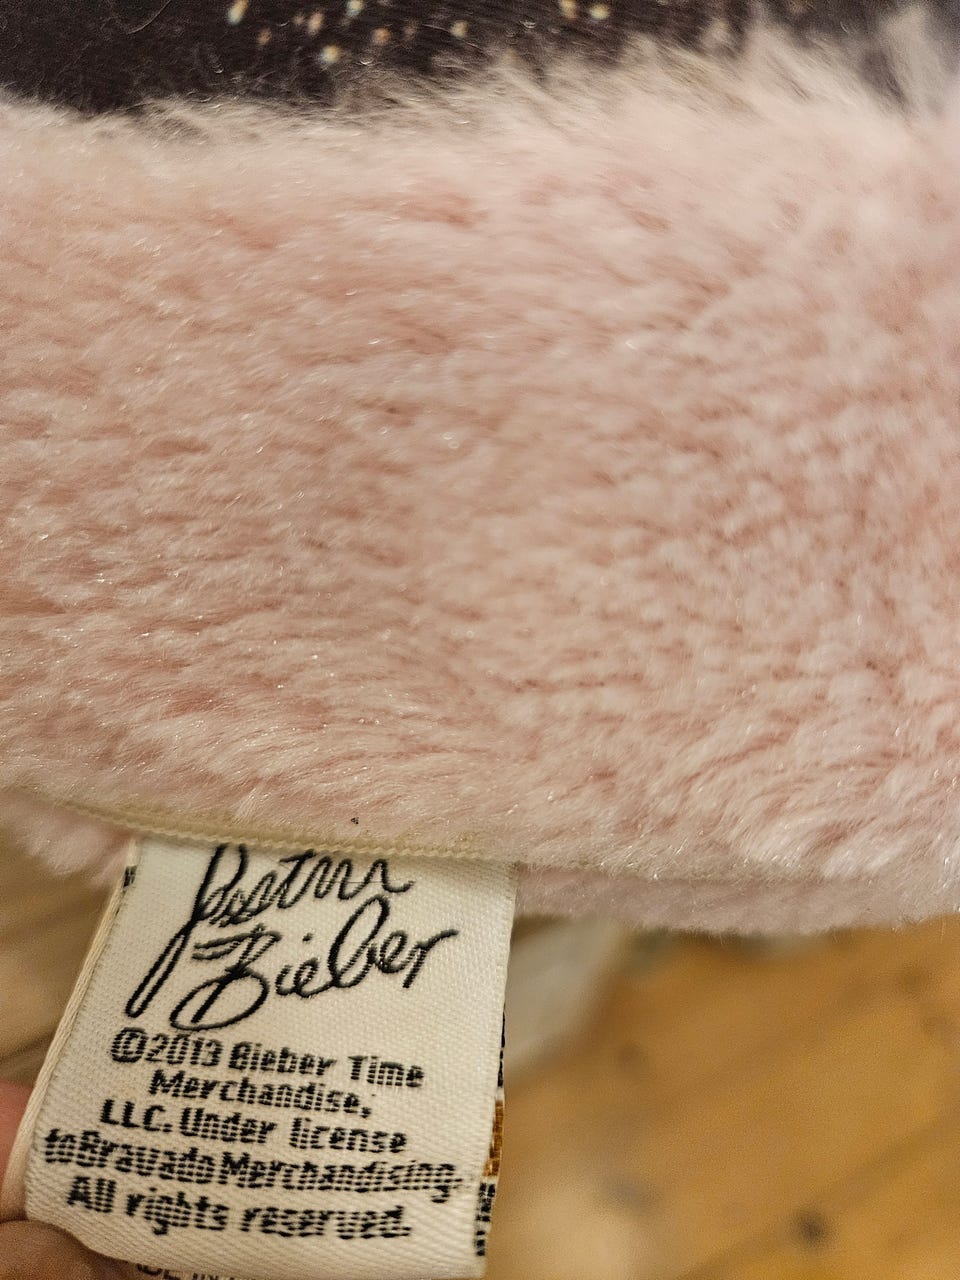 Justin
Bieber
©2013 Bieber Time
Merchandise,
LLC. Under license
to Bravado Merchandising.
All rights reserved.